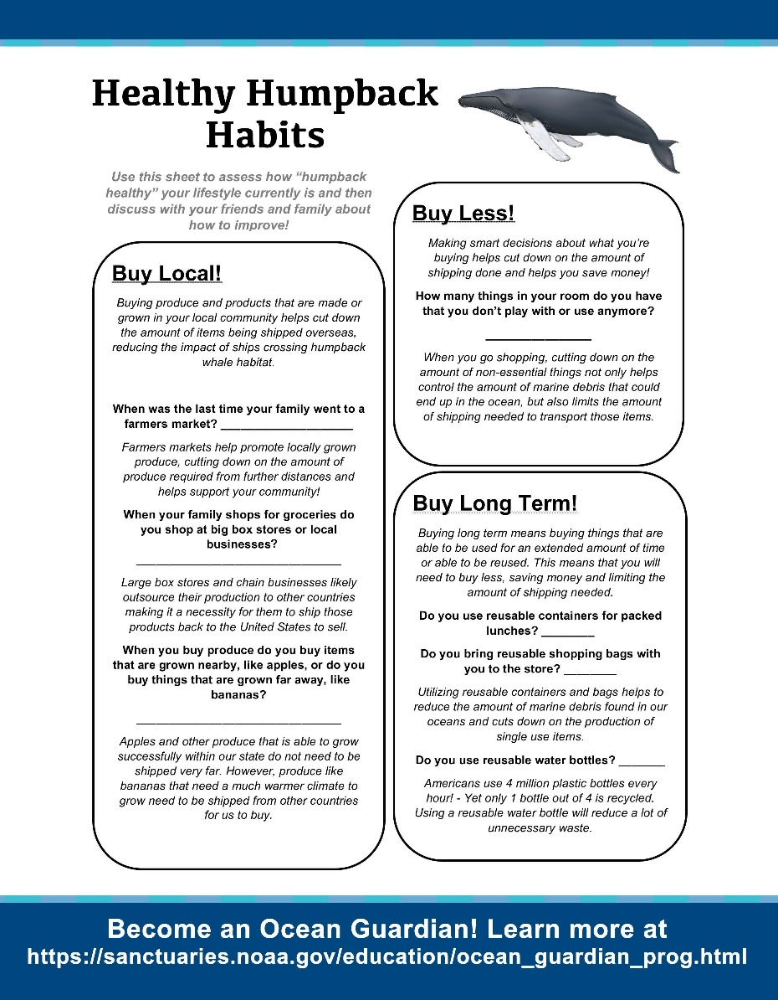 Healthy Humpback
Habits
Use this sheet to assess how “humpback
healthy” your lifestyle currently is and then
discuss with your friends and family about
how to improve!
Buy Local!
Buying produce and products that are made or
grown in your local community helps cut down
the amount of items being shipped overseas,
reducing the impact of ships crossing humpback
whale habitat.
When was the last time your family went to a
farmers market? ____________________
Farmers markets help promote locally grown
produce, cutting down on the amount of
produce required from further distances and
helps support your community!
When your family shops for groceries do
you shop at big box stores or local
businesses?
_______________________________
Large box stores and chain businesses likely
outsource their production to other countries
making it a necessity for them to ship those
products back to the United States to sell.
When you buy produce do you buy items
that are grown nearby, like apples, or do you
buy things that are grown far away, like
bananas?
_______________________________
Apples and other produce that is able to grow
successfully within our state do not need to be
shipped very far. However, produce like
bananas that need a much warmer climate to
grow need to be shipped from other countries
for us to buy.
Buy Less!
Making smart decisions about what you’re
buying helps cut down on the amount of
shipping done and helps you save money!
How many things in your room do you have
that you don’t play with or use anymore?
________________
When you go shopping, cutting down on the
amount of non-essential things not only helps
control the amount of marine debris that could
end up in the ocean, but also limits the amount
of shipping needed to transport those items.
Buy Long Term!
Buying long term means buying things that are
able to be used for an extended amount of time
or able to be reused. This means that you will
need to buy less, saving money and limiting the
amount of shipping needed.
Do you use reusable containers for packed
lunches? ________
Do you bring reusable shopping bags with
you to the store? ________
Utilizing reusable containers and bags helps to
reduce the amount of marine debris found in our
oceans and cuts down on the production of
single use items.
Do you use reusable water bottles? _______
Americans use 4 million plastic bottles every
hour! - Yet only 1 bottle out of 4 is recycled.
Using a reusable water bottle will reduce a lot of
unnecessary waste.
Become an Ocean Guardian! Learn more at
https://sanctuaries.noaa.gov/education/ocean_guardian_prog.html